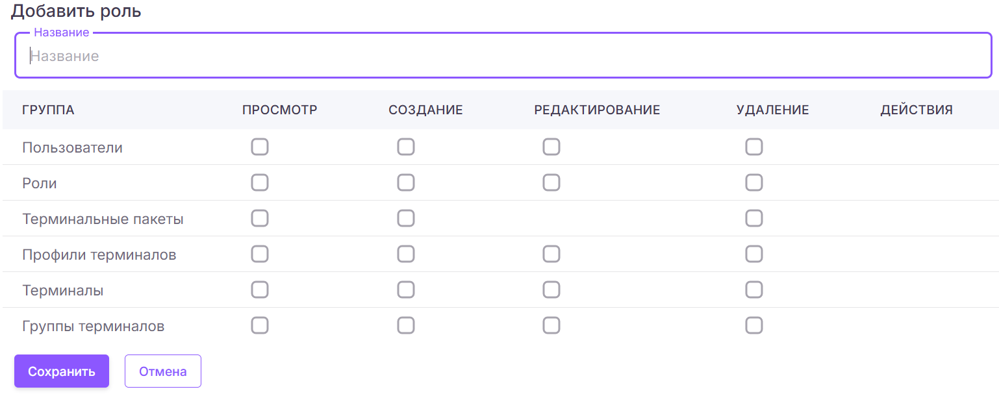 Добавить роль
Название
Название
ГРУППА ПРОСМОТР СОЗДАНИЕ РЕДАКТИРОВАНИЕ УДАЛЕНИЕ ДЕЙСТВИЯ
Пользователи
Роли
Терминальные пакеты
Профили терминалов
Терминалы
Группы терминалов
Сохранить Отмена